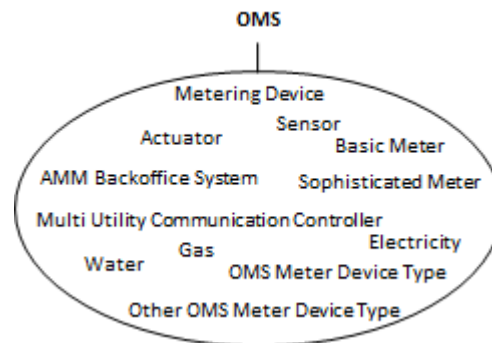 OMS
Metering Device
Sensor
Actuator
Basic Meter
AMM Backoffice System
Sophisticated Meter
Multi Utility Communication Controller
Electricity
Gas
Water
OMS Meter Device Type
Other OMS Meter Device Type